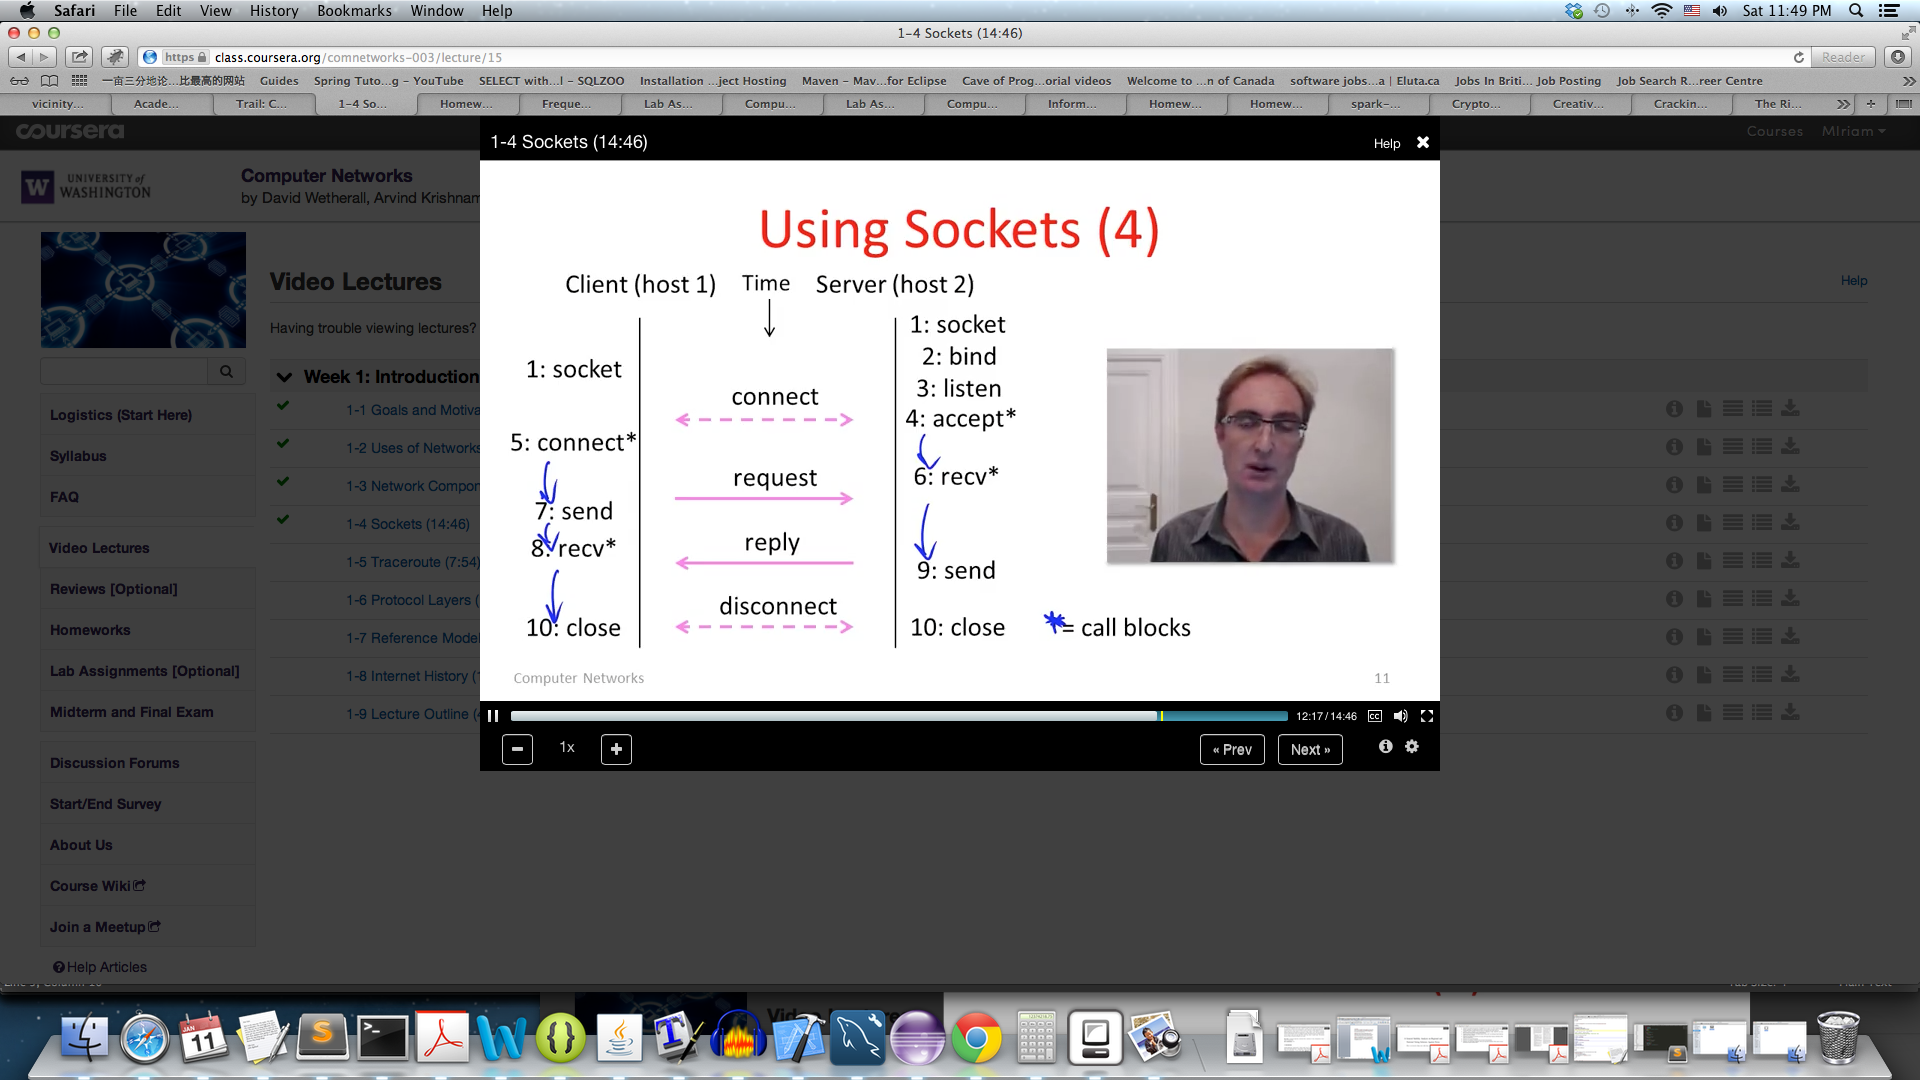 Safari File Edit View History Bookmarks Window Help Sat 11:49 PM
1-4 Sockets (14:46)
https class.coursera.org/comnetworks-003/lecture/15 Reader
一亩三分地论...比最高的网站 Guides Spring Tuto...g - YouTube SELECT with...l - SQLZOO Installation ...ject Hosting Maven - Mav...for Eclipse Cave of Prog...orial videos Welcome to ...n of Canada software jobs...a | Eluta.ca Jobs In Briti... Job Posting Job Search R...reer Centre
vicinity... Acade... Trail: C... 1-4 So... Homew... Freque... Lab As... Compu... Lab As... Compu... Inform... Homew... Homew... spark-... Crypto... Creativ... Crackin... The Ri...
coursera Courses MIriam
1-4 Sockets (14:46) Help
UNIVERSITY of
WASHINGTON
Computer Networks
by David Wetherall, Arvind Krishnam
Video Lectures
Help
Having trouble viewing lectures?
Week 1: Introduction
1-1 Goals and Motiva
1-2 Uses of Networks
1-3 Network Compon
1-4 Sockets (14:46)
1-5 Traceroute (7:54)
1-6 Protocol Layers (
1-7 Reference Model
1-8 Internet History (
1-9 Lecture Outline (
Logistics (Start Here)
Syllabus
FAQ
Video Lectures
Reviews [Optional]
Homeworks
Lab Assignments [Optional]
Midterm and Final Exam
Discussion Forums
Start/End Survey
About Us
Course Wiki
Join a Meetup
Help Articles
Using Sockets (4)
Client (host 1) Time Server (host 2)
1: socket
1: socket
2: bind
3: listen
connect
4: accept*
5: connect*
request
6: recv*
7: send
reply
8: recv*
9: send
disconnect
10: close
10: close
*= call blocks
Computer Networks 11
12:17/14:46 CC
1x
« Prev Next »
JAN
11